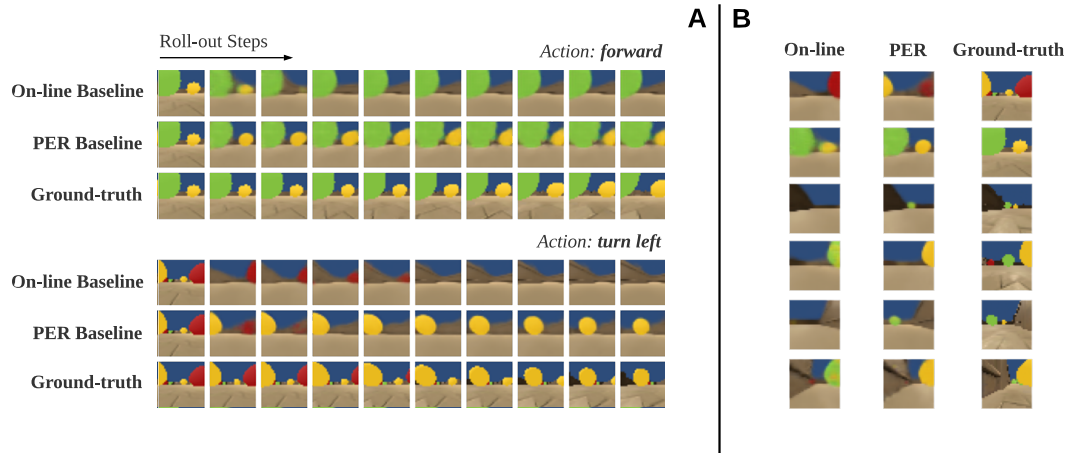 A
Roll-out Steps
Action: forward
On-line Baseline
PER Baseline
Ground-truth
Action: turn left
On-line Baseline
PER Baseline
Ground-truth
B
On-line PER Ground-truth